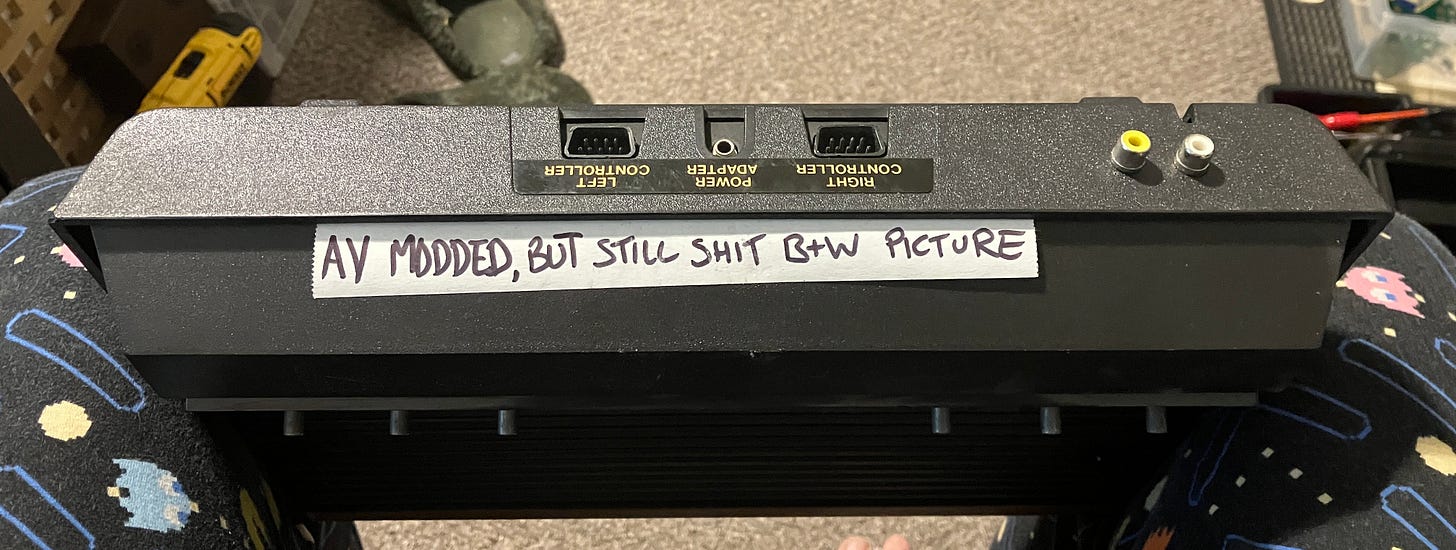 LEFT
CONTROLLER
POWER
ADAPTER
RIGHT
CONTROLLER
AV MODDED, BUT STILL SHIT B+W PICTURE